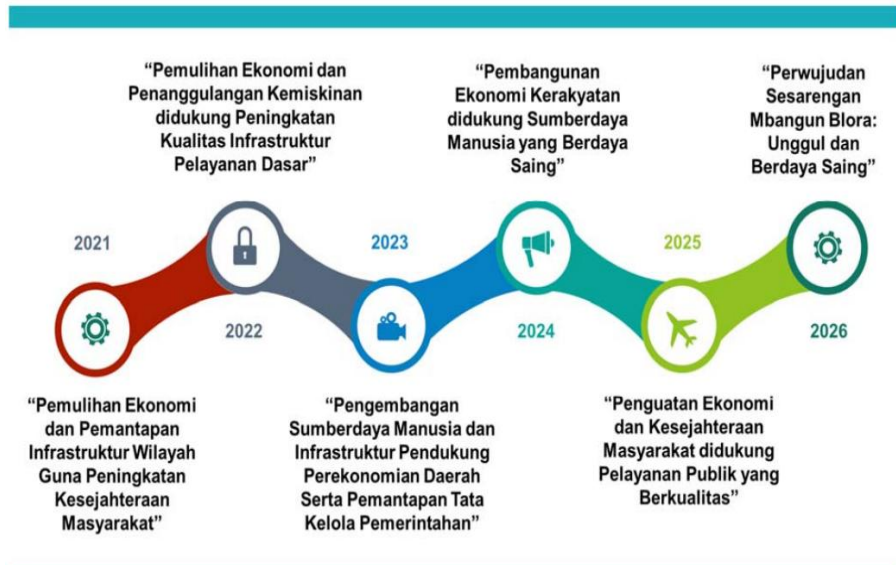 “Pemulihan Ekonomi dan
Penanggulangan Kemiskinan
didukung Peningkatan
Kualitas Infrastruktur
Pelayanan Dasar”
“Pembangunan
Ekonomi Kerakyatan
didukung Sumberdaya
Manusia yang Berdaya
Saing”
“Perwujudan
Sesarengan
Mbangun Blora:
Unggul dan
Berdaya Saing”
2021
2023
2025
2022
2024
2026
“Pemulihan Ekonomi
dan Pemantapan
Infrastruktur Wilayah
Guna Peningkatan
Kesejahteraan
Masyarakat”
“Pengembangan
Sumberdaya Manusia dan
Infrastruktur Pendukung
Perekonomian Daerah
Serta Pemantapan Tata
Kelola Pemerintahan”
“Penguatan Ekonomi
dan Kesejahteraan
Masyarakat didukung
Pelayanan Publik yang
Berkualitas”